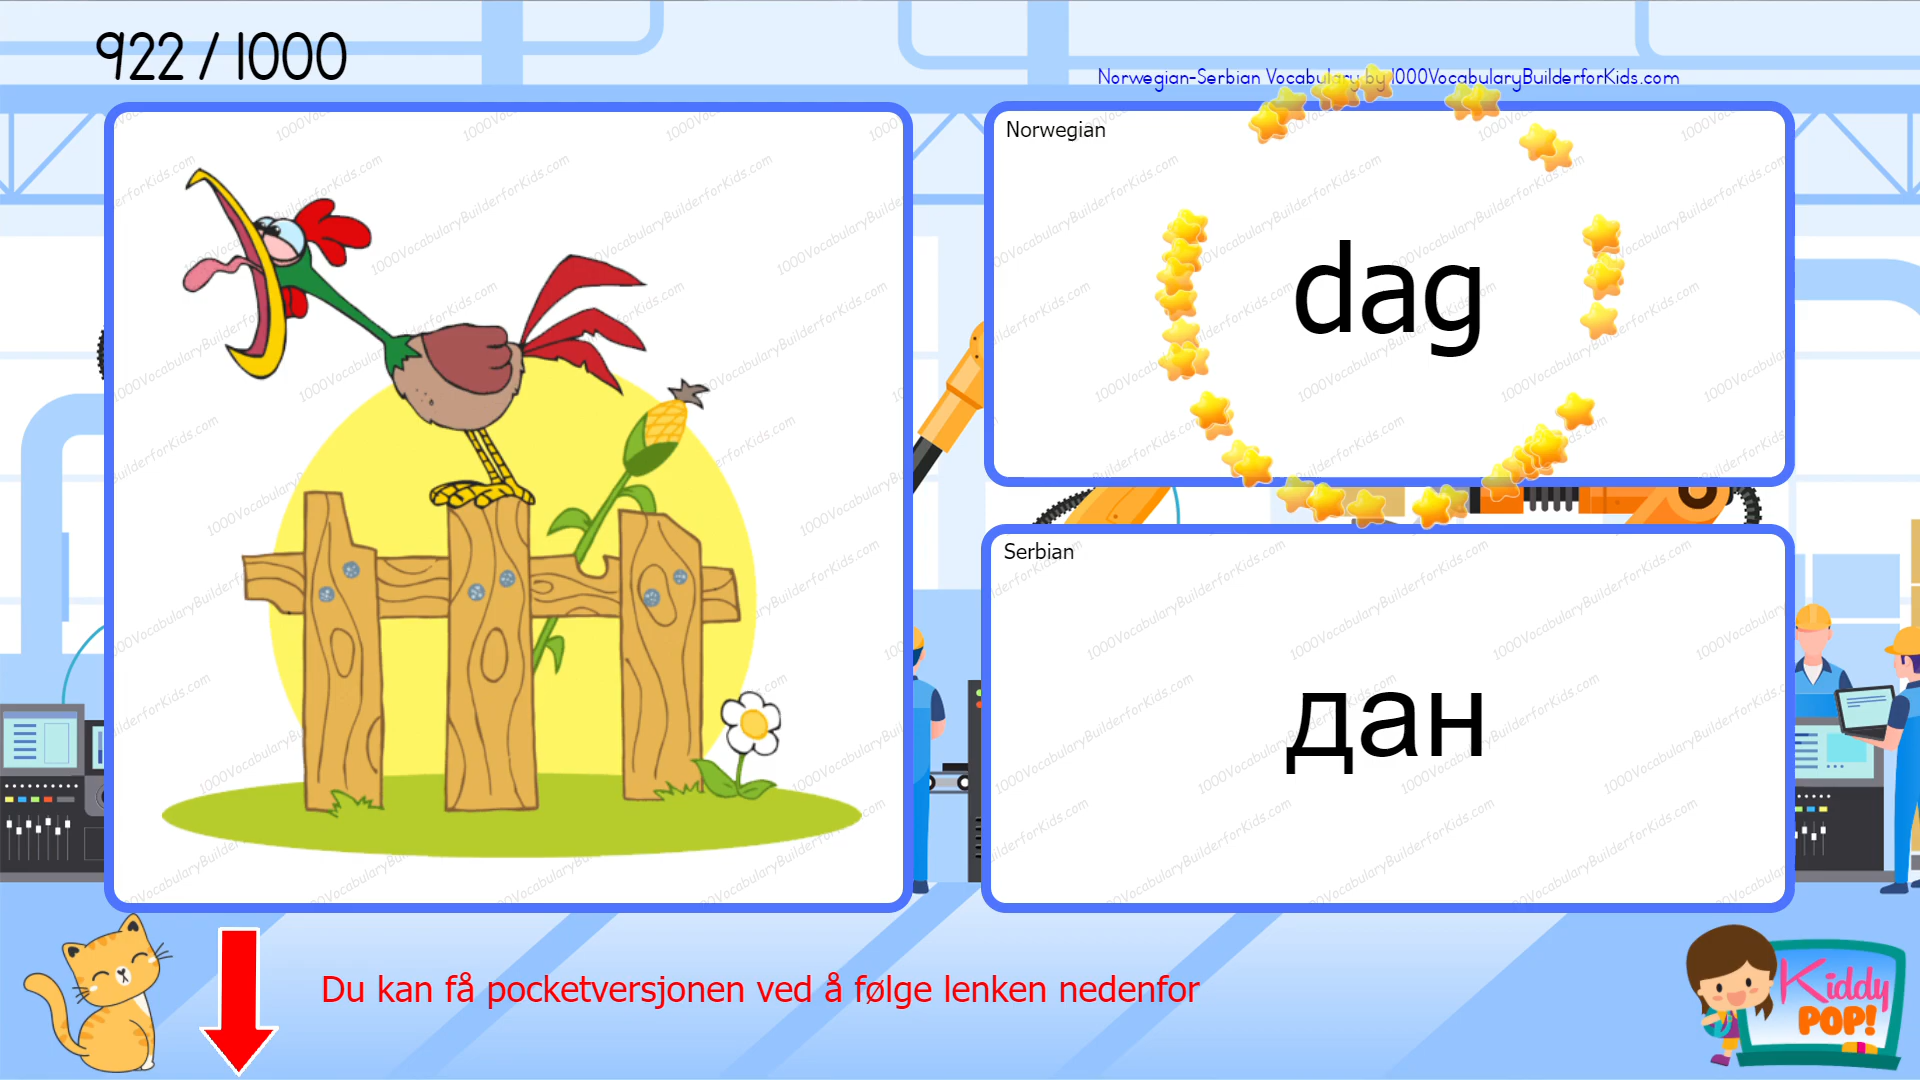 922 / 1000
Norwegian-Serbian Vocabulary by 1000VocabularyBuilderforKids.com
Norwegian
dag
Serbian
дан
Du kan få pocketversjonen ved å følge lenken nedenfor
Kiddy
POP!